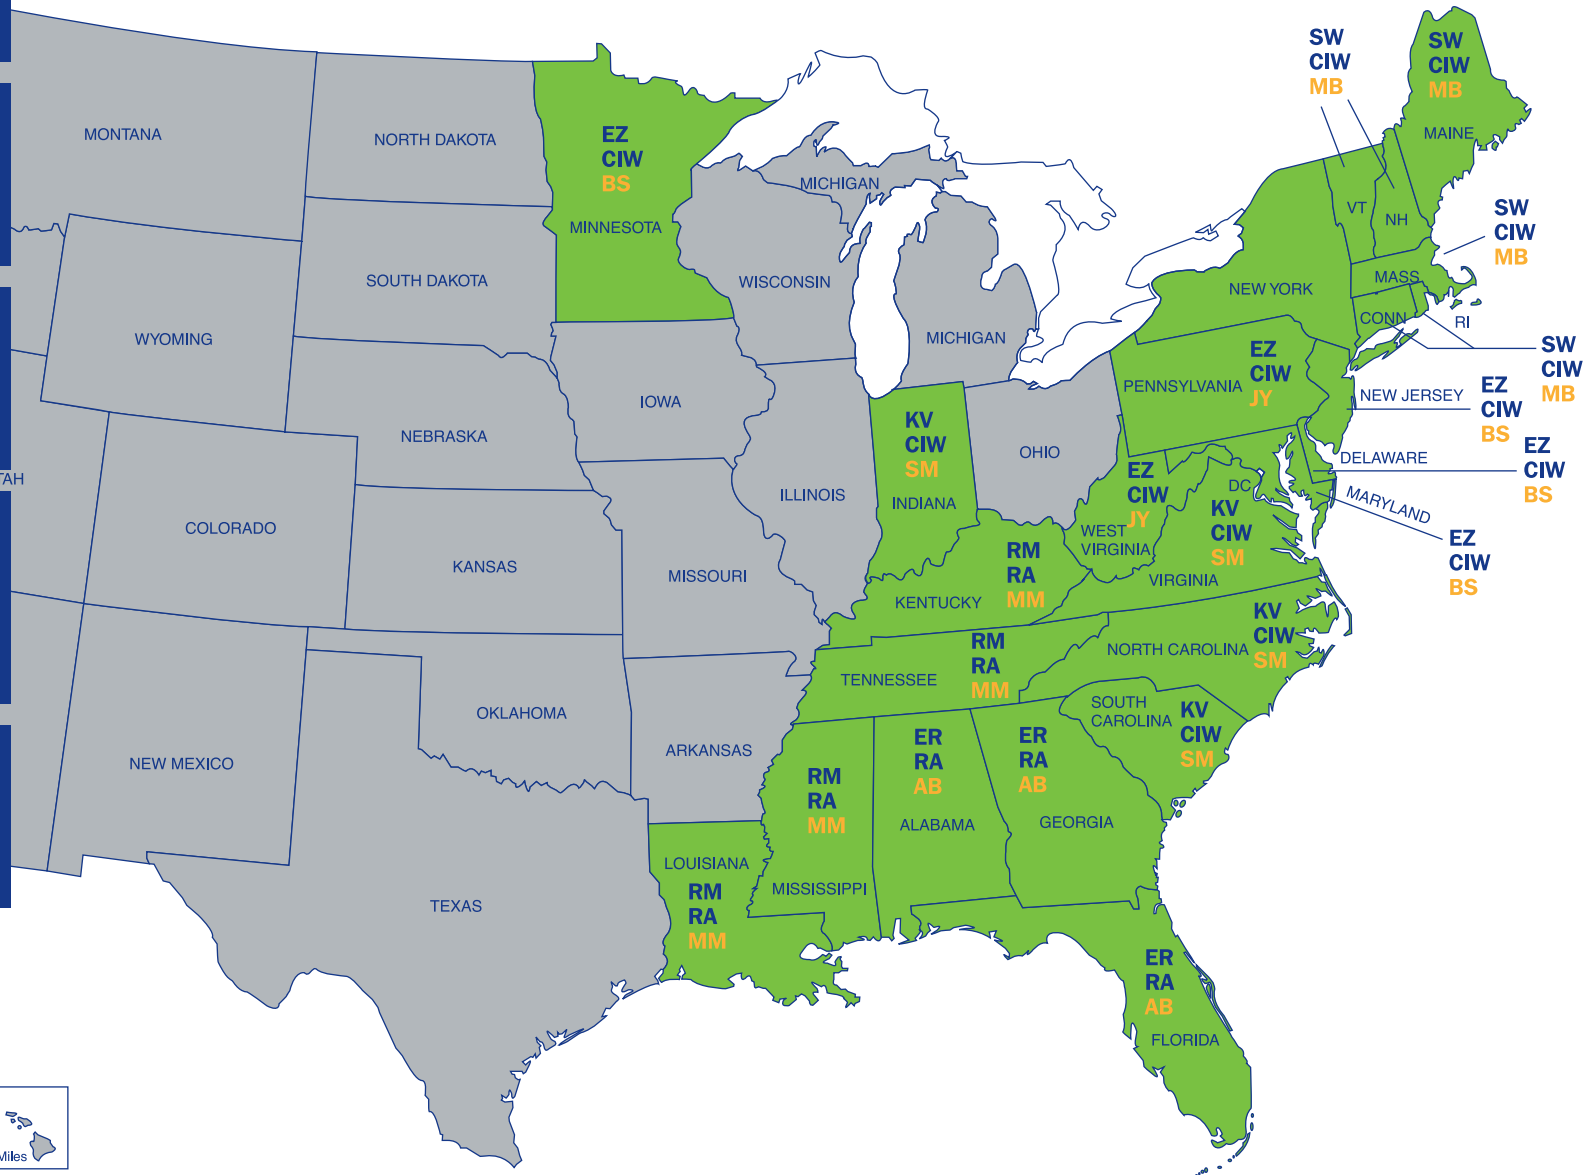 SW
CIW
MB
SW
CIW
MB
MAINE
MONTANA
NORTH DAKOTA
EZ
CIW
BS
MINNESOTA
MICHIGAN
VT
NH
SW
CIW
MB
SOUTH DAKOTA
WISCONSIN
NEW YORK
MASS
CONN
RI
WYOMING
MICHIGAN
SW
CIW
MB
EZ
CIW
JY
PENNSYLVANIA
NEW JERSEY
EZ
CIW
BS
IOWA
NEBRASKA
KV
CIW
SM
INDIANA
OHIO
DELAWARE
EZ
CIW
BS
TAH
ILLINOIS
EZ
CIW
JY
WEST
VIRGINIA
DC
KV
CIW
SM
VIRGINIA
MARYLAND
EZ
CIW
BS
COLORADO
KANSAS
MISSOURI
RM
RA
MM
KENTUCKY
KV
CIW
SM
NORTH CAROLINA
RM
RA
MM
TENNESSEE
OKLAHOMA
ARKANSAS
SOUTH
CAROLINA
KV
CIW
SM
NEW MEXICO
RM
RA
MM
MISSISSIPPI
ER
RA
AB
ALABAMA
ER
RA
AB
GEORGIA
LOUISIANA
RM
RA
MM
TEXAS
ER
RA
AB
FLORIDA
Miles